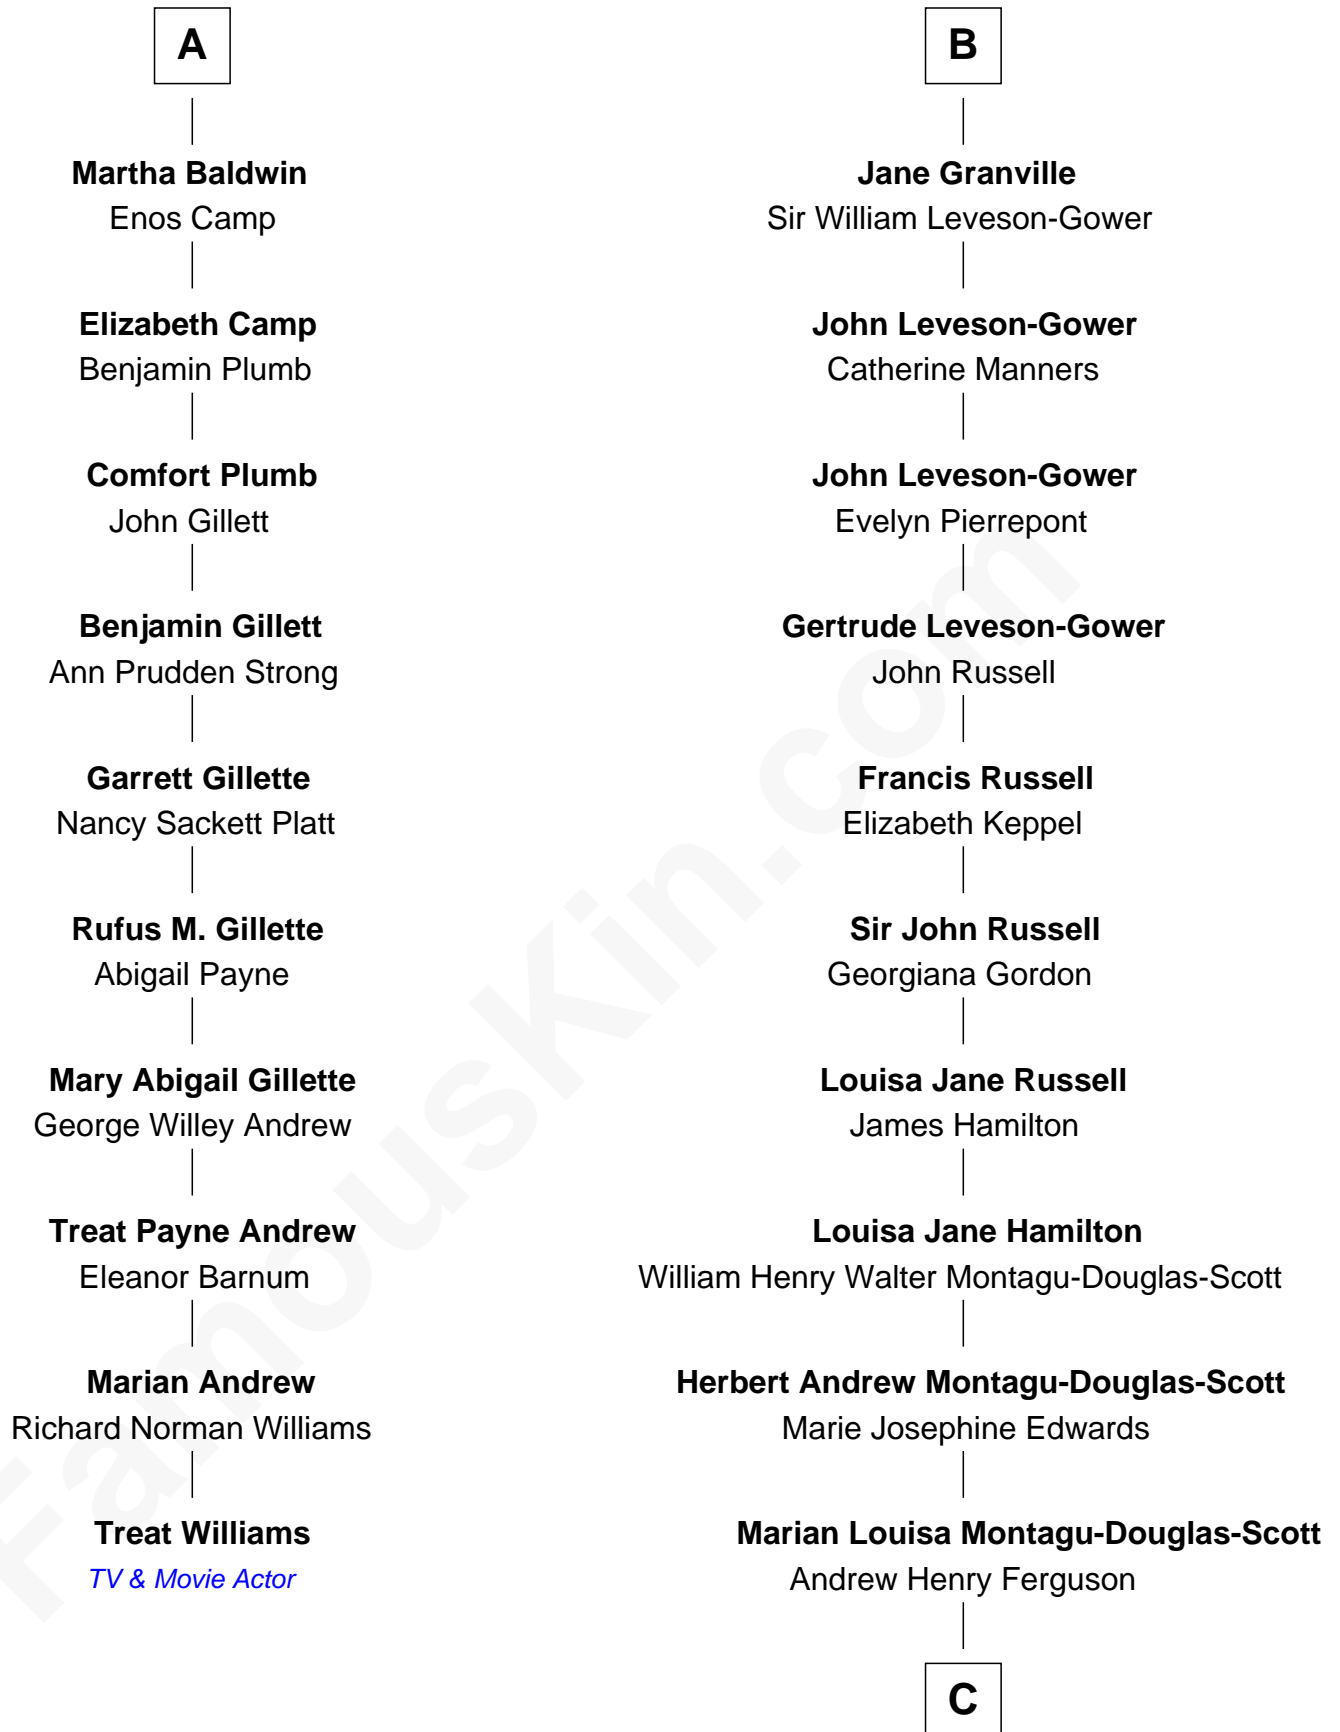 A
Martha Baldwin
Enos Camp
Elizabeth Camp
Benjamin Plumb
Comfort Plumb
John Gillett
Benjamin Gillett
Ann Prudden Strong
Garrett Gillette
Nancy Sackett Platt
Rufus M. Gillette
Abigail Payne
Mary Abigail Gillette
George Willey Andrew
Treat Payne Andrew
Eleanor Barnum
Marian Andrew
Richard Norman Williams
Treat Williams
TV & Movie Actor
B
Jane Granville
Sir William Leveson-Gower
John Leveson-Gower
Catherine Manners
John Leveson-Gower
Evelyn Pierrepont
Gertrude Leveson-Gower
John Russell
Francis Russell
Elizabeth Keppel
Sir John Russell
Georgiana Gordon
Louisa Jane Russell
James Hamilton
Louisa Jane Hamilton
William Henry Walter Montagu-Douglas-Scott
Herbert Andrew Montagu-Douglas-Scott
Marie Josephine Edwards
Marian Louisa Montagu-Douglas-Scott
Andrew Henry Ferguson
C
FamousKin.com